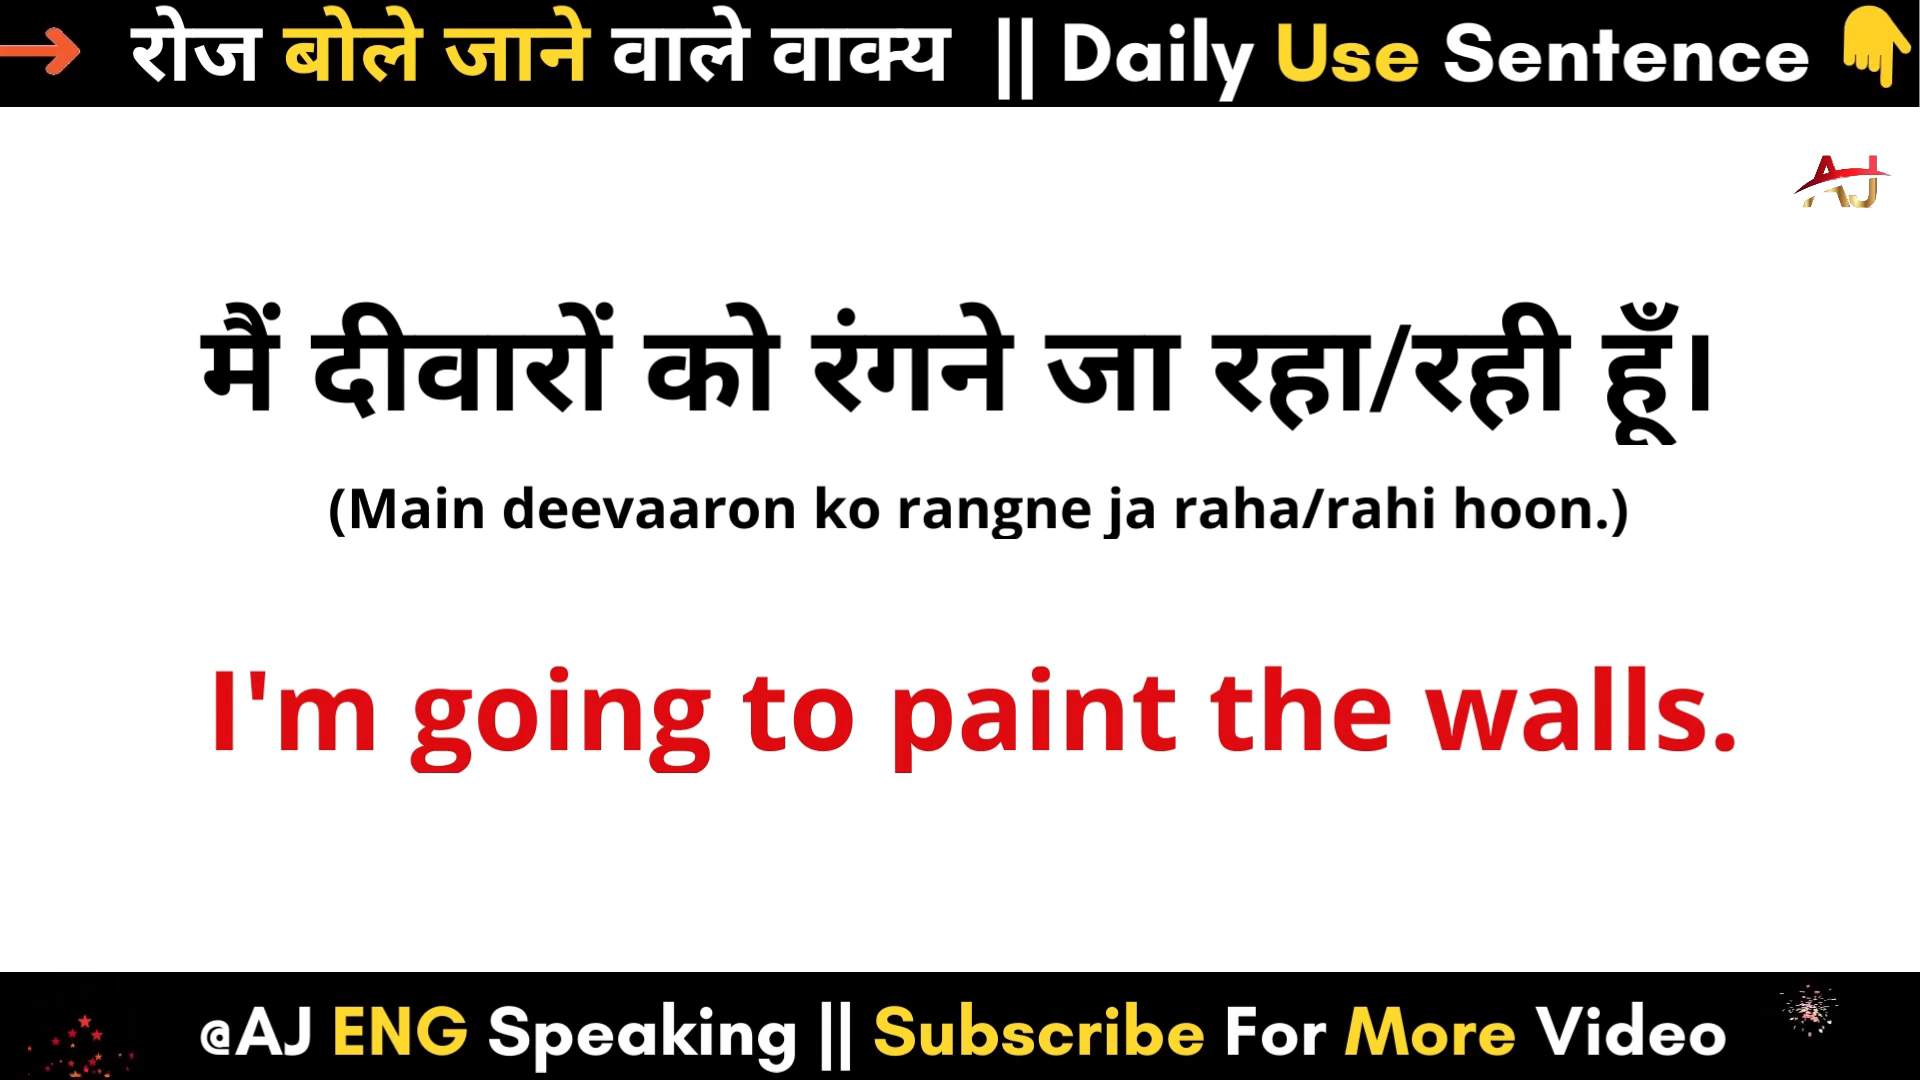 रोज बोले जाने वाले वाक्य || Daily Use Sentence
AJ
मैं दीवारों को रंगने जा रहा/रही हूँ।
(Main deevaaron ko rangne ja raha/rahi hoon.)
I'm going to paint the walls.
@AJ ENG Speaking || Subscribe For More Video